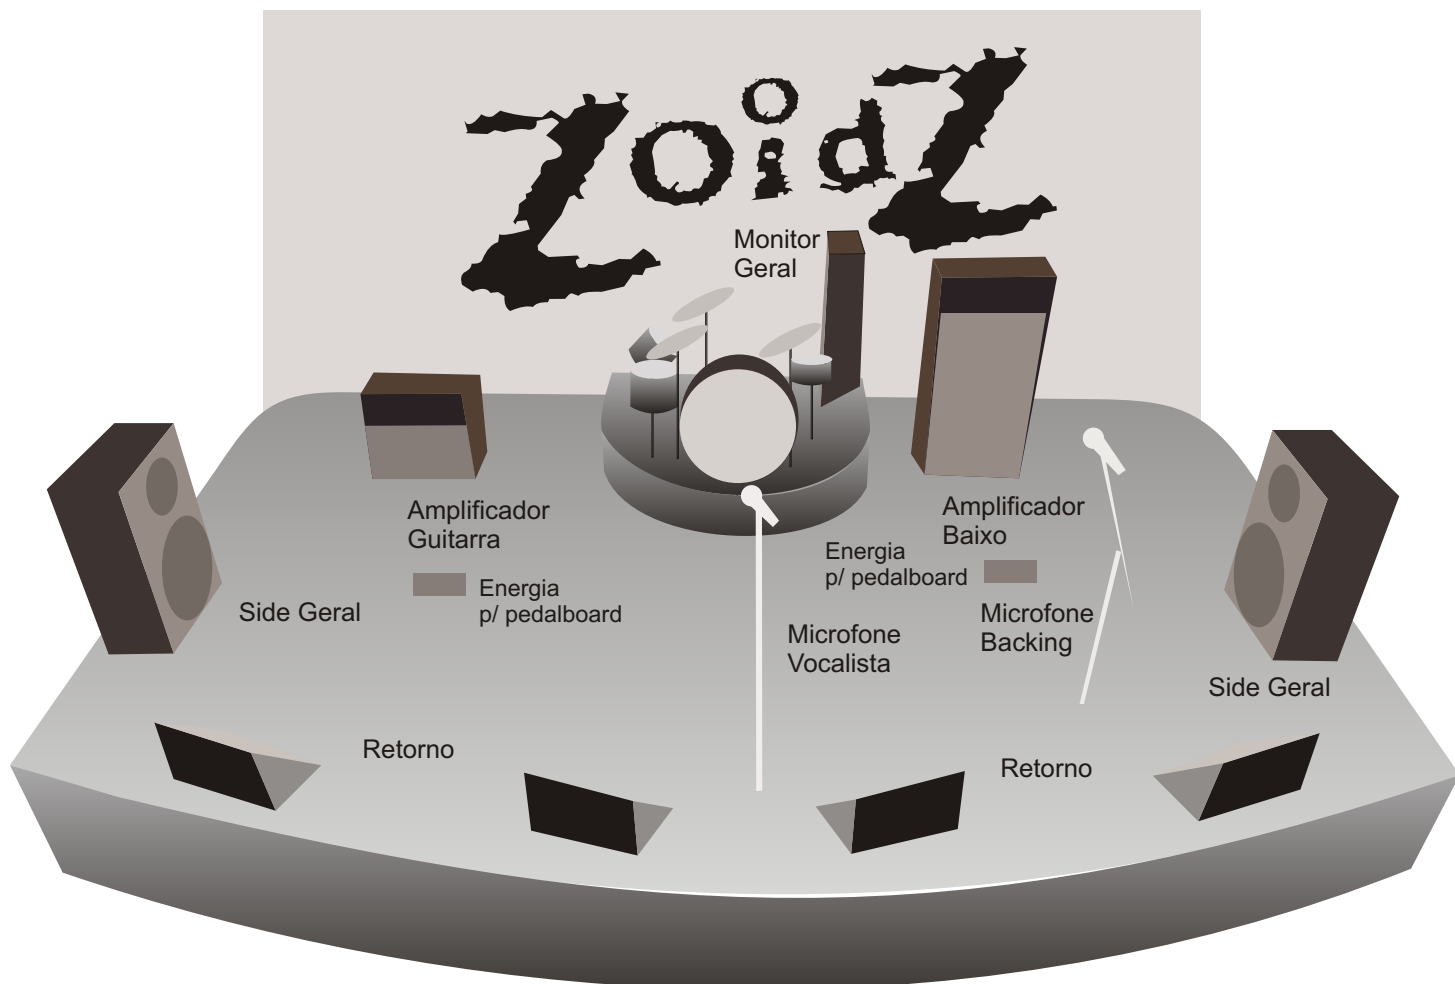 ZoidZ
Monitor
Geral
Amplificador
Guitarra
Energia
p/ pedalboard
Side Geral
Amplificador
Baixo
Energia
p/ pedalboard
Microfone
Vocalista
Microfone
Backing
Side Geral
Retorno
Retorno